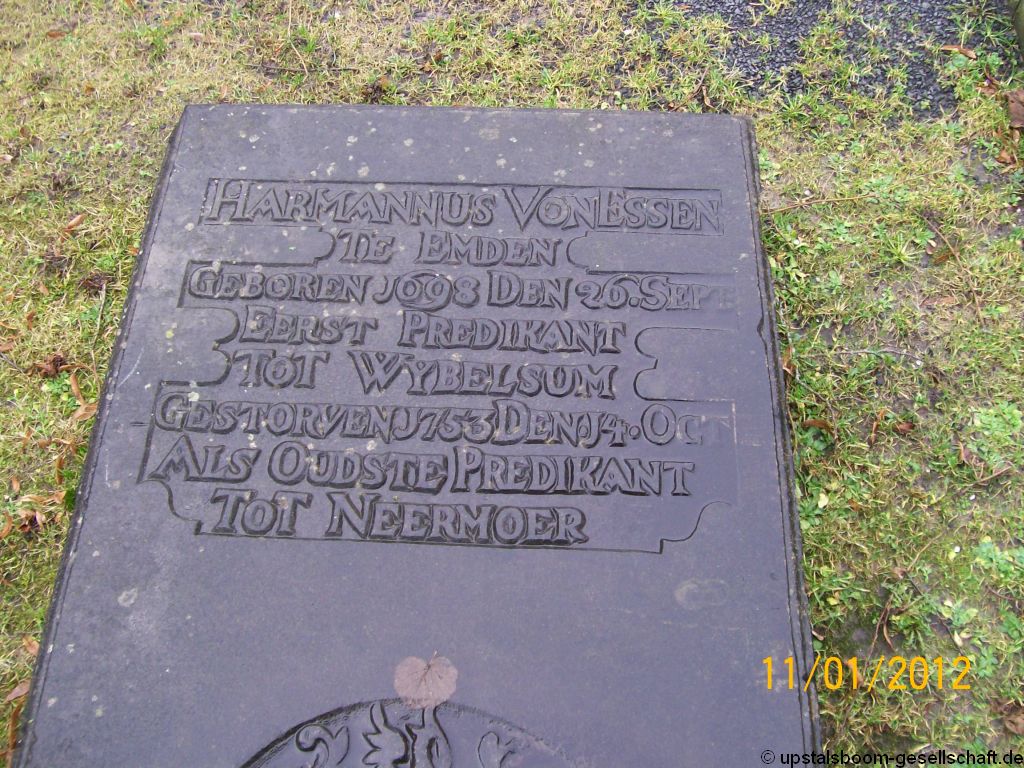 HARMANNUS VON ESSEN
TE EMDEN
GEBOREN 1698 DEN 26. SEPT
EERST PREDIKANT
TOT WYBELSUM
GESTORVEN 1753 DEN 14. OCT
ALS OUDSTE PREDIKANT
TOT NEERMOER
11/01/2012
© upstalsboom-gesellschaft.de